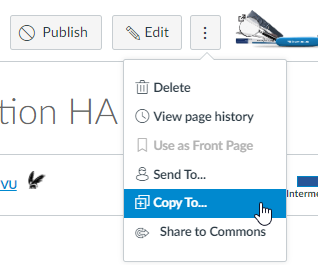 Publish
Edit
tion HA
Delete
View page history
Use as Front Page
VU
Send To...
Copy To...
Interme
Share to Commons